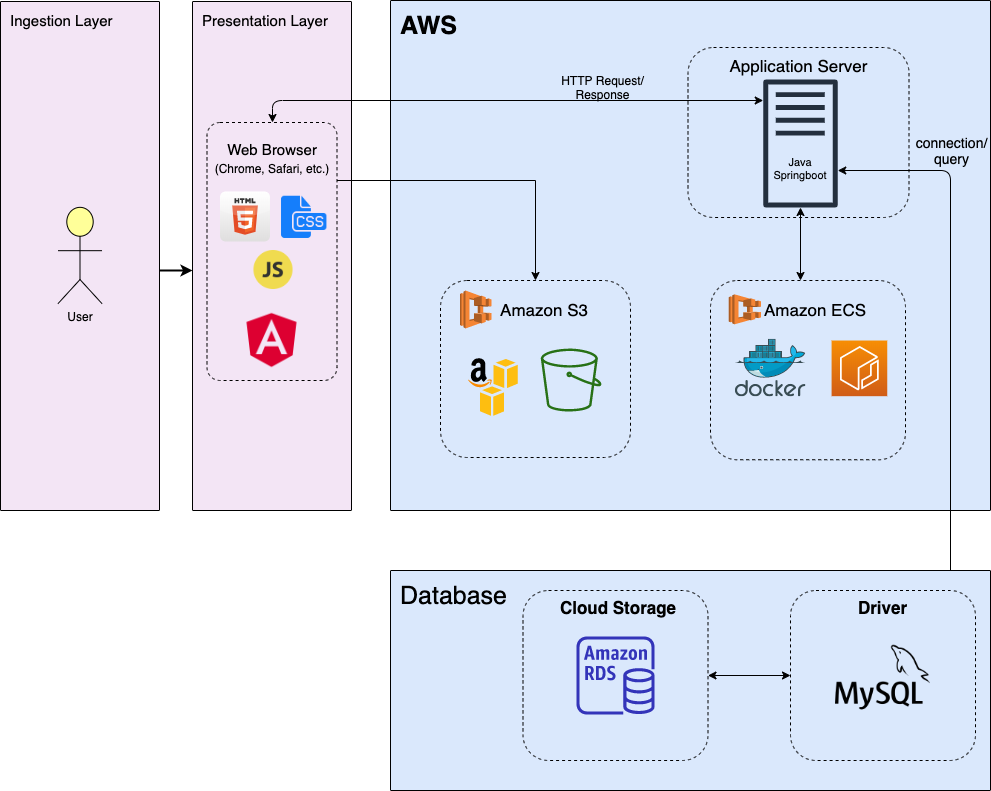 Ingestion Layer
Presentation Layer
AWS
Application Server
HTTP Request/
Response
Java
Springboot
connection/
query
Web Browser
(Chrome, Safari, etc.)
HTML
5
CSS
JS
A
User
Amazon S3
a
Amazon ECS
docker
Database
Cloud Storage
Amazon
RDS
Driver
MySQL